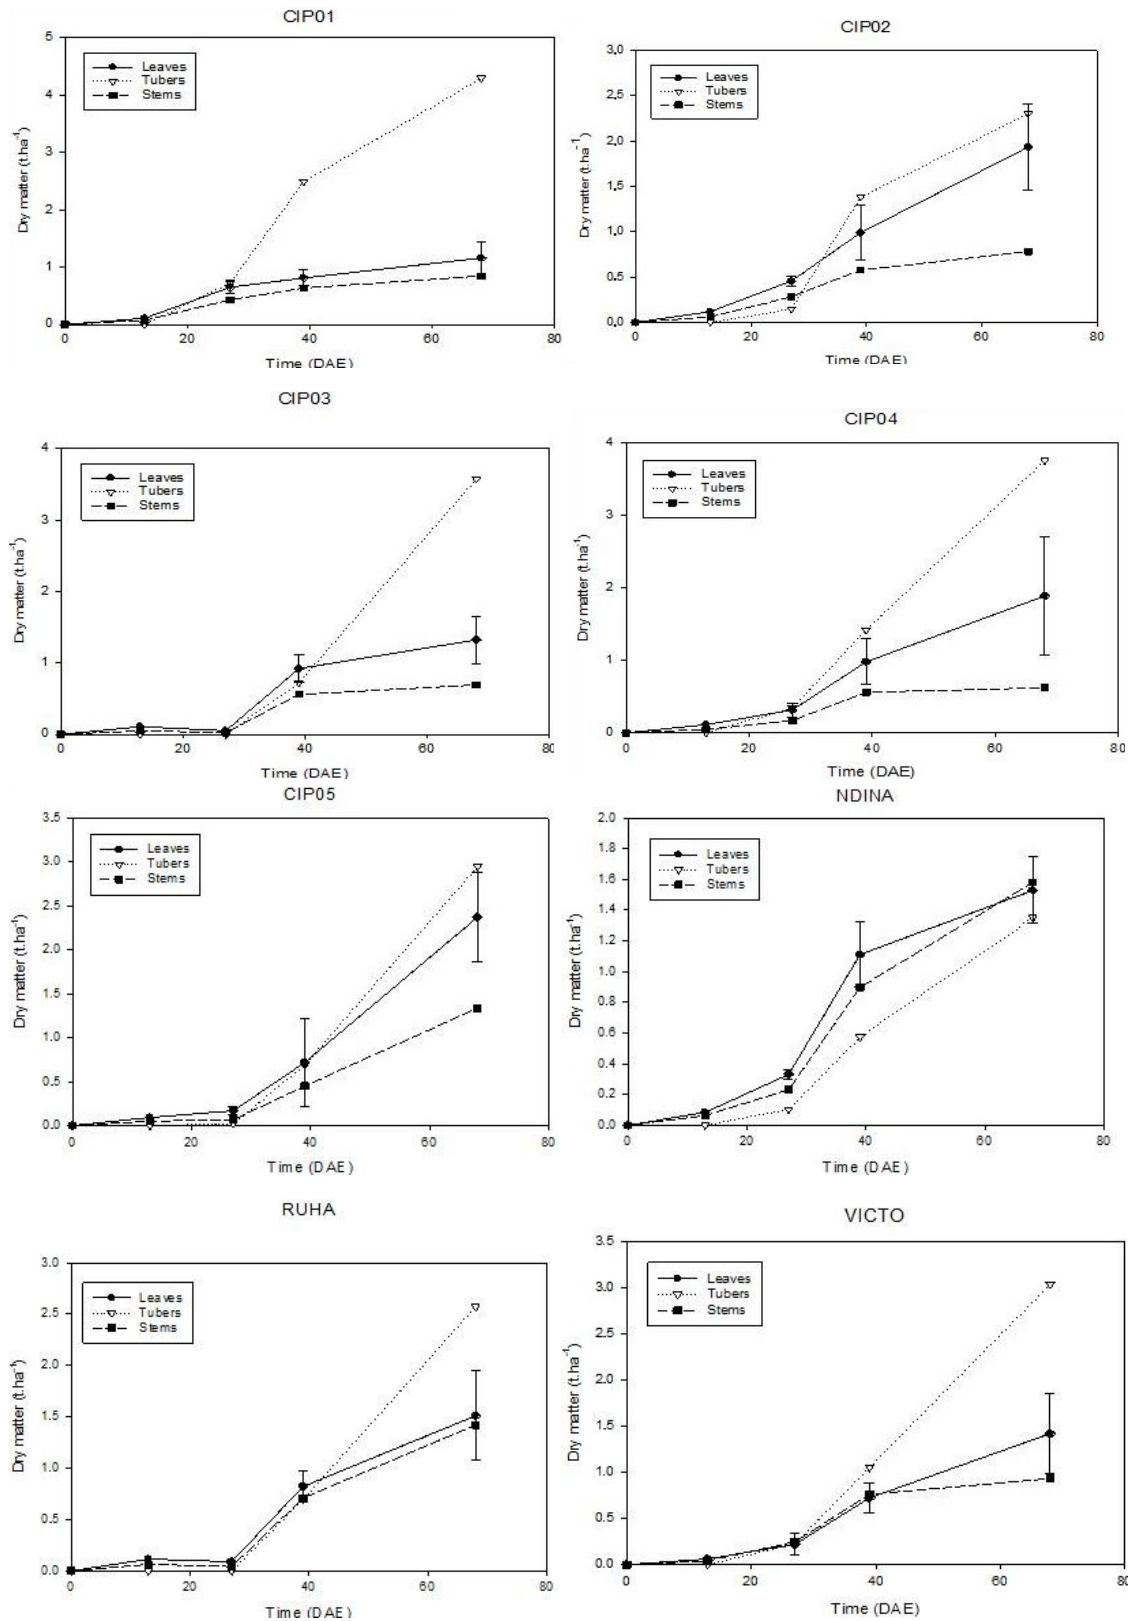 CIP01
5
4
3
2
1
0
Dry matter (t.ha⁻¹)
Leaves
Tubers
Stems
0 20 40 60 80
Time (DAE)
CIP02
3,0
2,5
2,0
1,5
1,0
0,5
0,0
Dry matter (t.ha⁻¹)
Leaves
Tubers
Stems
0 20 40 60 80
Time (DAE)
CIP03
4
3
2
1
0
Dry matter (t.ha⁻¹)
Leaves
Tubers
Stems
0 20 40 60 80
Time (DAE)
CIP04
4
3
2
1
0
Dry matter (t.ha⁻¹)
Leaves
Tubers
Stems
0 20 40 60 80
Time (DAE)
CIP05
3.5
3.0
2.5
2.0
1.5
1.0
0.5
0.0
Dry matter (t.ha⁻¹)
Leaves
Tubers
Stems
0 20 40 60 80
Time (DAE)
NDINA
2.0
1.8
1.6
1.4
1.2
1.0
0.8
0.6
0.4
0.2
0.0
Dry matter (t.ha⁻¹)
Leaves
Tubers
Stems
0 20 40 60 80
Time (DAE)
RUHA
3.0
2.5
2.0
1.5
1.0
0.5
0.0
Dry matter (t.ha⁻¹)
Leaves
Tubers
Stems
0 20 40 60 80
Time (DAE)
VICTO
3.5
3.0
2.5
2.0
1.5
1.0
0.5
0.0
Dry matter (t.ha⁻¹)
Leaves
Tubers
Stems
0 20 40 60 80
Time (DAE)